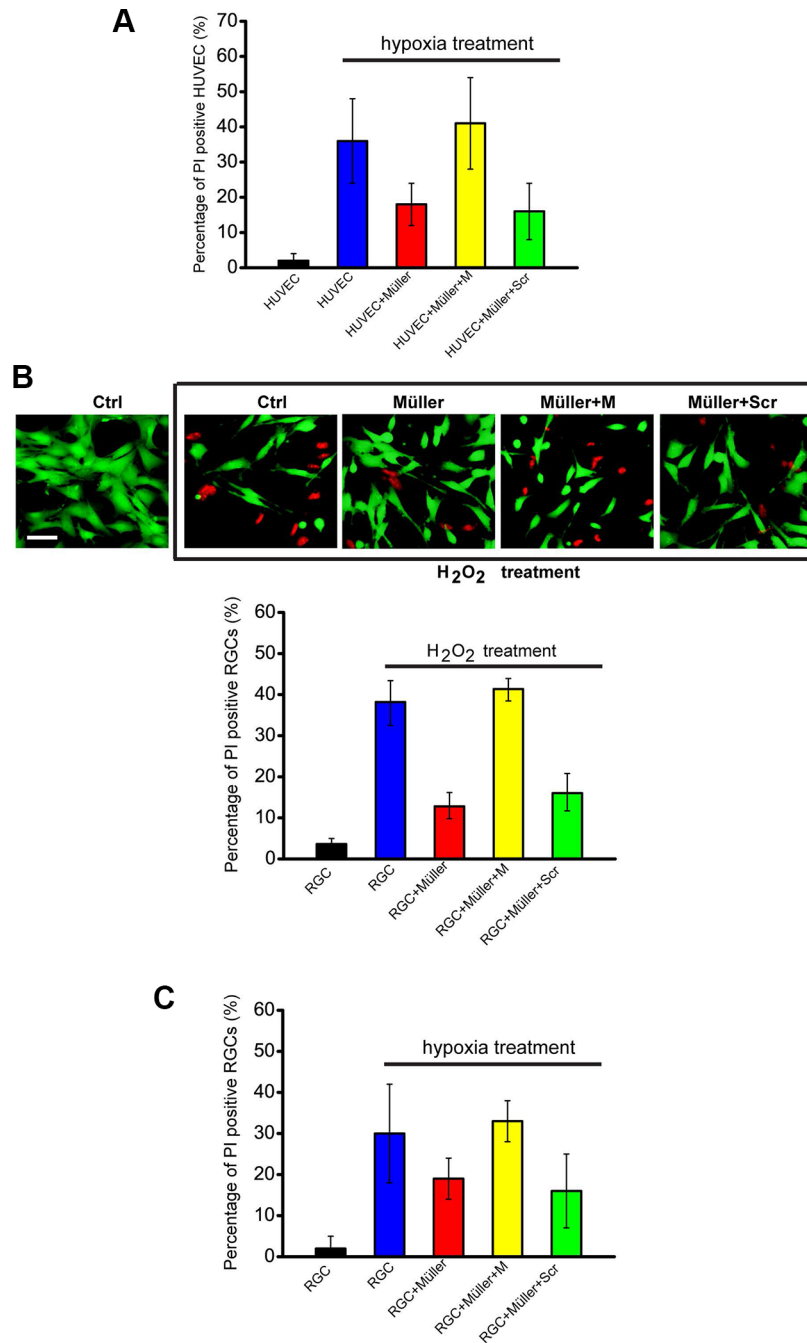 A
Percentage of PI positive HUVEC (%)
70
60
50
40
30
20
10
0
hypoxia treatment
HUVEC
HUVEC
HUVEC+Müller
HUVEC+Müller+M
HUVEC+Müller+Scr
B
Ctrl
Ctrl
Müller
Müller+M
Müller+Scr
H2O2 treatment
Percentage of PI positive RGCs (%)
60
50
40
30
20
10
0
H2O2 treatment
RGC
RGC
RGC+Müller
RGC+Müller+M
RGC+Müller+Scr
C
Percentage of PI positive RGCs (%)
60
50
40
30
20
10
0
hypoxia treatment
RGC
RGC
RGC+Müller
RGC+Müller+M
RGC+Müller+Scr